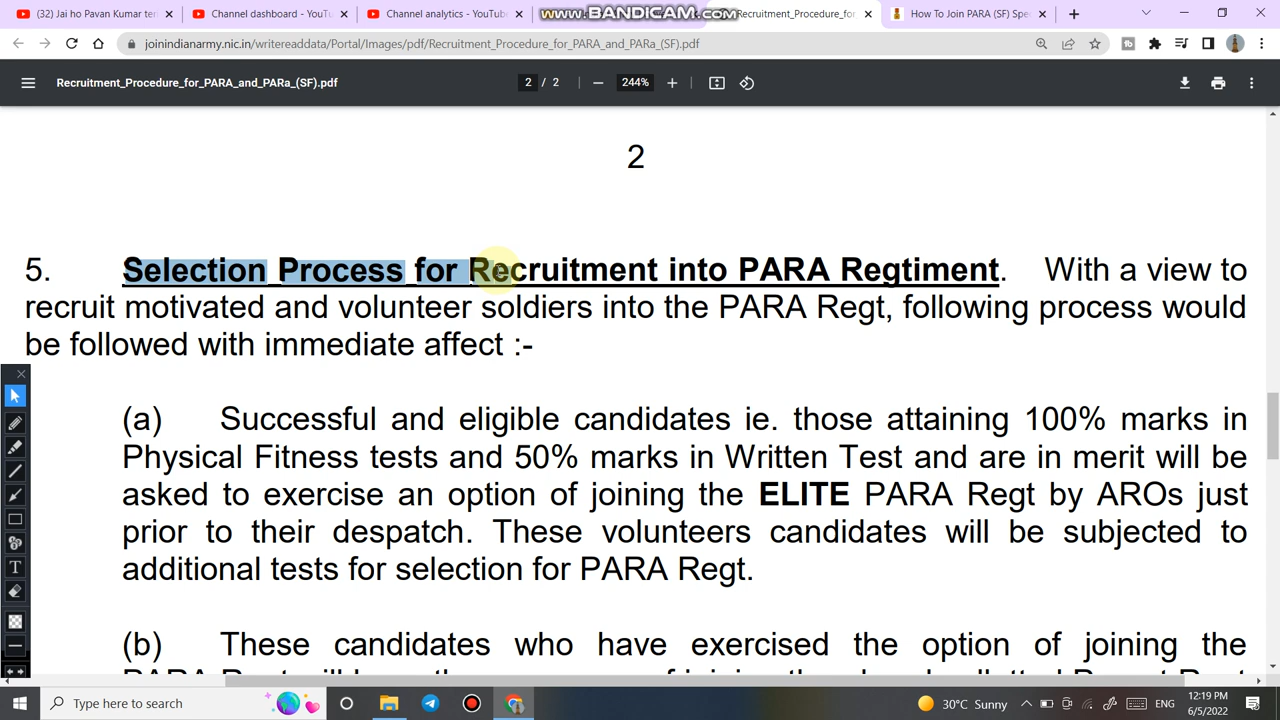 (32) Jai ho Pavan Kumar ter
Channel dashboard - YouTu
Channel analytics - YouTube
www.BANDICAM.com
Recruitment_Procedure_for_
How To Join PARA (SF) Spe
joinindianarmy.nic.in/writereaddata/Portal/Images/pdf/Recruitment_Procedure_for_PARA_and_PARa_(SF).pdf
Recruitment_Procedure_for_PARA_and_PARa_(SF).pdf
2 / 2
244%
2
5. Selection Process for Recruitment into PARA Regtiment. With a view to
recruit motivated and volunteer soldiers into the PARA Regt, following process would
be followed with immediate affect :-
(a) Successful and eligible candidates ie. those attaining 100% marks in
Physical Fitness tests and 50% marks in Written Test and are in merit will be
asked to exercise an option of joining the ELITE PARA Regt by AROs just
prior to their despatch. These volunteers candidates will be subjected to
additional tests for selection for PARA Regt.
(b) These candidates who have exercised the option of joining the
T
Type here to search
30°C Sunny
ENG
12:19 PM
6/5/2022